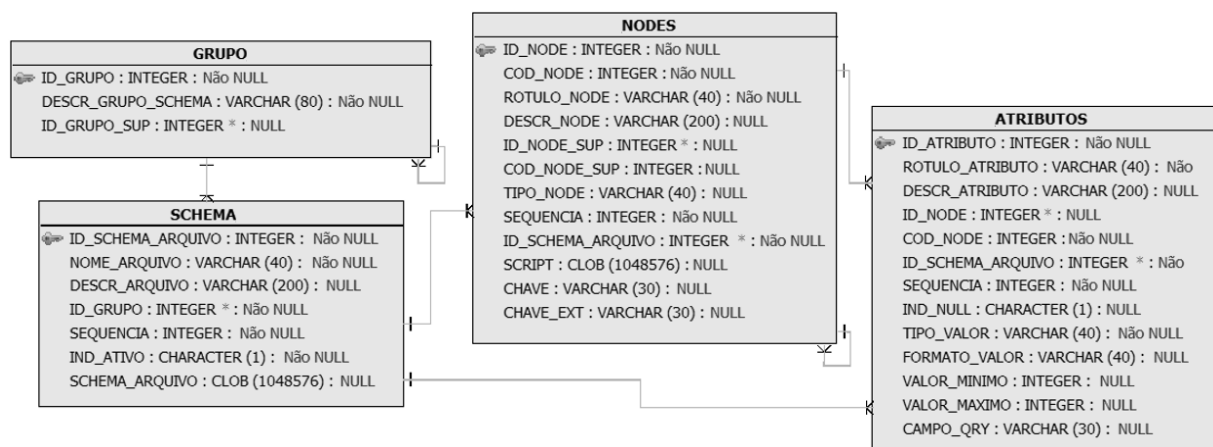 GRUPO
ID_GRUPO : INTEGER : Não NULL
DESCR_GRUPO_SCHEMA : VARCHAR (80) : Não NULL
ID_GRUPO_SUP : INTEGER * : NULL
SCHEMA
ID_SCHEMA_ARQUIVO : INTEGER : Não NULL
NOME_ARQUIVO : VARCHAR (40) : Não NULL
DESCR_ARQUIVO : VARCHAR (200) : NULL
ID_GRUPO : INTEGER * : Não NULL
SEQUENCIA : INTEGER : Não NULL
IND_ATIVO : CHARACTER (1) : Não NULL
SCHEMA_ARQUIVO : CLOB (1048576) : NULL
NODES
ID_NODE : INTEGER : Não NULL
COD_NODE : INTEGER : Não NULL
ROTULO_NODE : VARCHAR (40) : Não NULL
DESCR_NODE : VARCHAR (200) : NULL
ID_NODE_SUP : INTEGER * : NULL
COD_NODE_SUP : INTEGER : NULL
TIPO_NODE : VARCHAR (40) : NULL
SEQUENCIA : INTEGER : Não NULL
ID_SCHEMA_ARQUIVO : INTEGER * : Não NULL
SCRIPT : CLOB (1048576) : NULL
CHAVE : VARCHAR (30) : NULL
CHAVE_EXT : VARCHAR (30) : NULL
ATRIBUTOS
ID_ATRIBUTO : INTEGER : Não NULL
ROTULO_ATRIBUTO : VARCHAR (40) : Não
DESCR_ATRIBUTO : VARCHAR (200) : NULL
ID_NODE : INTEGER * : NULL
COD_NODE : INTEGER : Não NULL
ID_SCHEMA_ARQUIVO : INTEGER * : Não
SEQUENCIA : INTEGER : Não NULL
IND_NULL : CHARACTER (1) : NULL
TIPO_VALOR : VARCHAR (40) : Não NULL
FORMATO_VALOR : VARCHAR (40) : NULL
VALOR_MINIMO : INTEGER : NULL
VALOR_MAXIMO : INTEGER : NULL
CAMPO_QRY : VARCHAR (30) : NULL